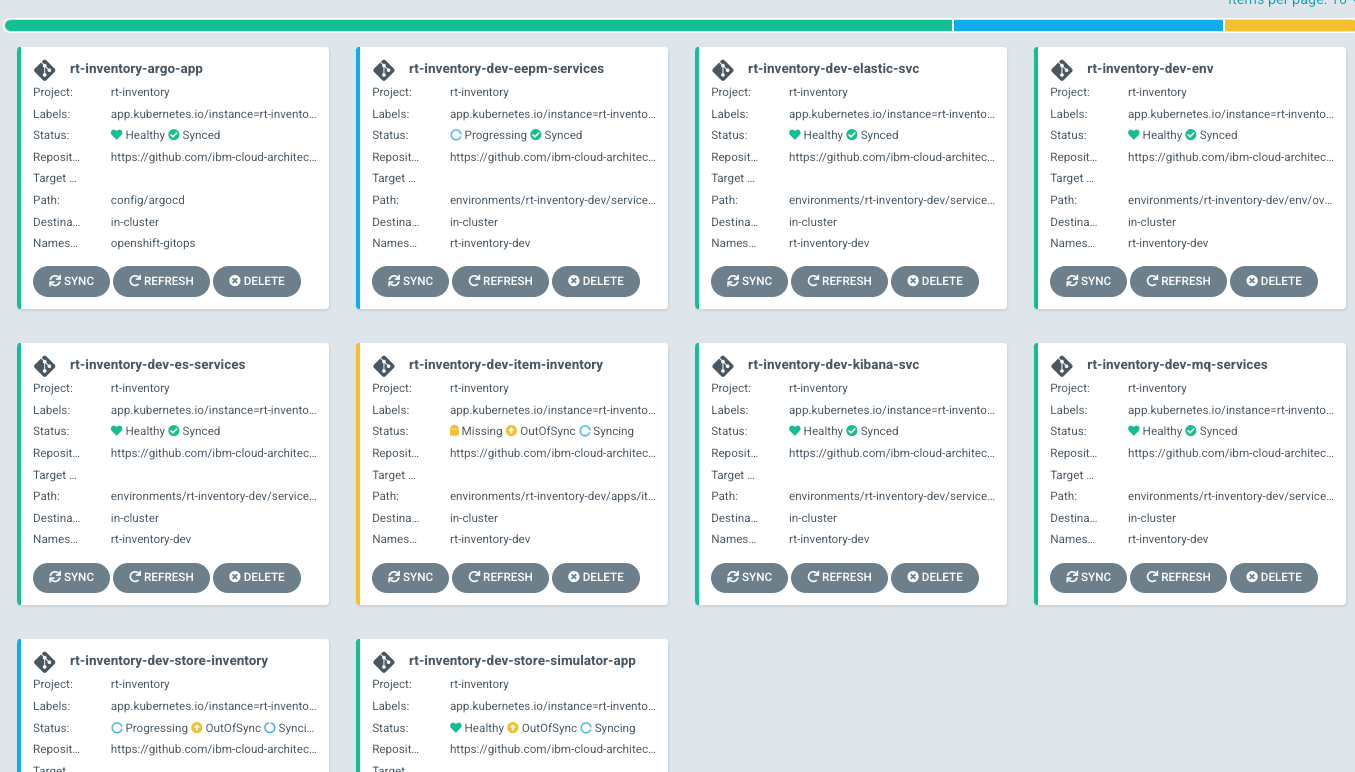 Items per page: 10
rt-inventory-argo-app
Project: rt-inventory
Labels: app.kubernetes.io/instance=rt-invento...
Status: Healthy Synced
Reposit... https://github.com/ibm-cloud-architec...
Target ...
Path: config/argocd
Destina... in-cluster
Names... openshift-gitops
SYNC REFRESH DELETE
rt-inventory-dev-eepm-services
Project: rt-inventory
Labels: app.kubernetes.io/instance=rt-invento...
Status: Progressing Synced
Reposit... https://github.com/ibm-cloud-architec...
Target ...
Path: environments/rt-inventory-dev/service...
Destina... in-cluster
Names... rt-inventory-dev
SYNC REFRESH DELETE
rt-inventory-dev-elastic-svc
Project: rt-inventory
Labels: app.kubernetes.io/instance=rt-invento...
Status: Healthy Synced
Reposit... https://github.com/ibm-cloud-architec...
Target ...
Path: environments/rt-inventory-dev/service...
Destina... in-cluster
Names... rt-inventory-dev
SYNC REFRESH DELETE
rt-inventory-dev-env
Project: rt-inventory
Labels: app.kubernetes.io/instance=rt-invento...
Status: Healthy Synced
Reposit... https://github.com/ibm-cloud-architec...
Target ...
Path: environments/rt-inventory-dev/env/ov...
Destina... in-cluster
Names... rt-inventory-dev
SYNC REFRESH DELETE
rt-inventory-dev-es-services
Project: rt-inventory
Labels: app.kubernetes.io/instance=rt-invento...
Status: Healthy Synced
Reposit... https://github.com/ibm-cloud-architec...
Target ...
Path: environments/rt-inventory-dev/service...
Destina... in-cluster
Names... rt-inventory-dev
SYNC REFRESH DELETE
rt-inventory-dev-item-inventory
Project: rt-inventory
Labels: app.kubernetes.io/instance=rt-invento...
Status: Missing OutOfSync Syncing
Reposit... https://github.com/ibm-cloud-architec...
Target ...
Path: environments/rt-inventory-dev/apps/it...
Destina... in-cluster
Names... rt-inventory-dev
SYNC REFRESH DELETE
rt-inventory-dev-kibana-svc
Project: rt-inventory
Labels: app.kubernetes.io/instance=rt-invento...
Status: Healthy Synced
Reposit... https://github.com/ibm-cloud-architec...
Target ...
Path: environments/rt-inventory-dev/service...
Destina... in-cluster
Names... rt-inventory-dev
SYNC REFRESH DELETE
rt-inventory-dev-mq-services
Project: rt-inventory
Labels: app.kubernetes.io/instance=rt-invento...
Status: Healthy Synced
Reposit... https://github.com/ibm-cloud-architec...
Target ...
Path: environments/rt-inventory-dev/service...
Destina... in-cluster
Names... rt-inventory-dev
SYNC REFRESH DELETE
rt-inventory-dev-store-inventory
Project: rt-inventory
Labels: app.kubernetes.io/instance=rt-invento...
Status: Progressing OutOfSync Synci...
Reposit... https://github.com/ibm-cloud-architec...
Target
rt-inventory-dev-store-simulator-app
Project: rt-inventory
Labels: app.kubernetes.io/instance=rt-invento...
Status: Healthy OutOfSync Syncing
Reposit... https://github.com/ibm-cloud-architec...
Target